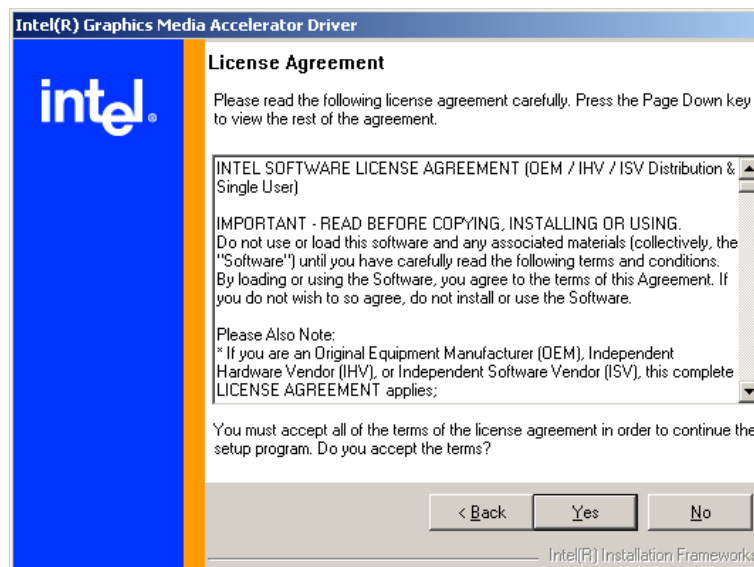 Intel(R) Graphics Media Accelerator Driver
intel.
License Agreement
Please read the following license agreement carefully. Press the Page Down key
to view the rest of the agreement.
INTEL SOFTWARE LICENSE AGREEMENT (OEM / IHV / ISV Distribution &
Single User)
IMPORTANT - READ BEFORE COPYING, INSTALLING OR USING.
Do not use or load this software and any associated materials (collectively, the
"Software") until you have carefully read the following terms and conditions.
By loading or using the Software, you agree to the terms of this Agreement. If
you do not wish to so agree, do not install or use the Software.
Please Also Note:
* If you are an Original Equipment Manufacturer (OEM), Independent
Hardware Vendor (IHV), or Independent Software Vendor (ISV), this complete
LICENSE AGREEMENT applies;
You must accept all of the terms of the license agreement in order to continue the
setup program. Do you accept the terms?
< Back
Yes
No
Intel(R) Installation Frameworks